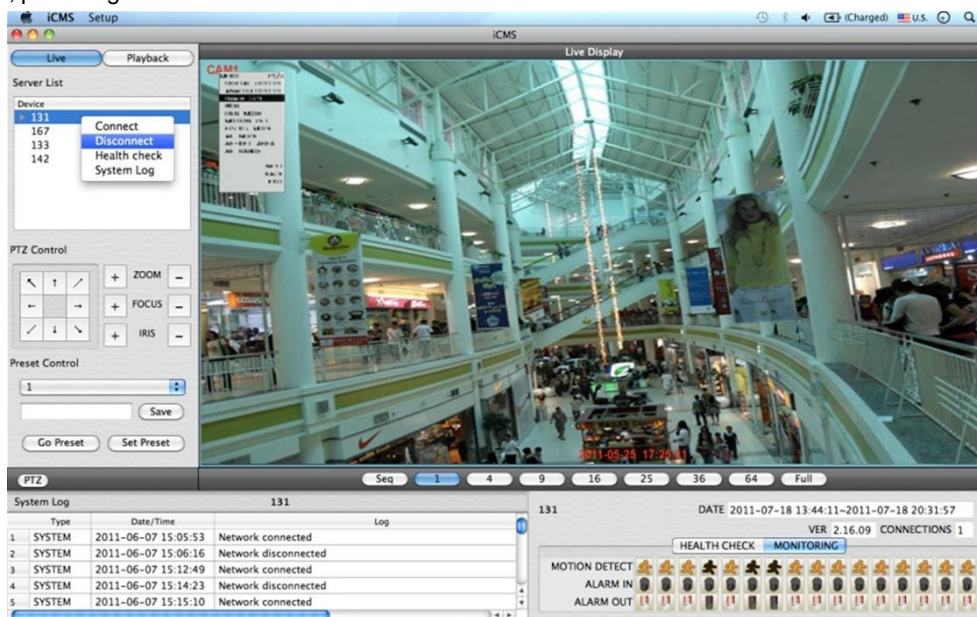 iCMS Setup (Charged) U.S.
iCMS
Live Playback
Live Display
Server List
Device
131
167
133
142
Connect
Disconnect
Health check
System Log
PTZ Control
+ ZOOM -
+ FOCUS -
+ IRIS -
Preset Control
1
Save
Go Preset Set Preset
CAM1
2011-05-25 17:25
PTZ
Seq 1 4 9 16 25 36 64 Full
System Log 131
Type Date/Time Log
1 SYSTEM 2011-06-07 15:05:53 Network connected
2 SYSTEM 2011-06-07 15:06:16 Network disconnected
3 SYSTEM 2011-06-07 15:12:49 Network connected
4 SYSTEM 2011-06-07 15:14:23 Network disconnected
5 SYSTEM 2011-06-07 15:15:10 Network connected
131 DATE 2011-07-18 13:44:11~2011-07-18 20:31:57
VER 2.16.09 CONNECTIONS 1
HEALTH CHECK MONITORING
MOTION DETECT
ALARM IN
ALARM OUT